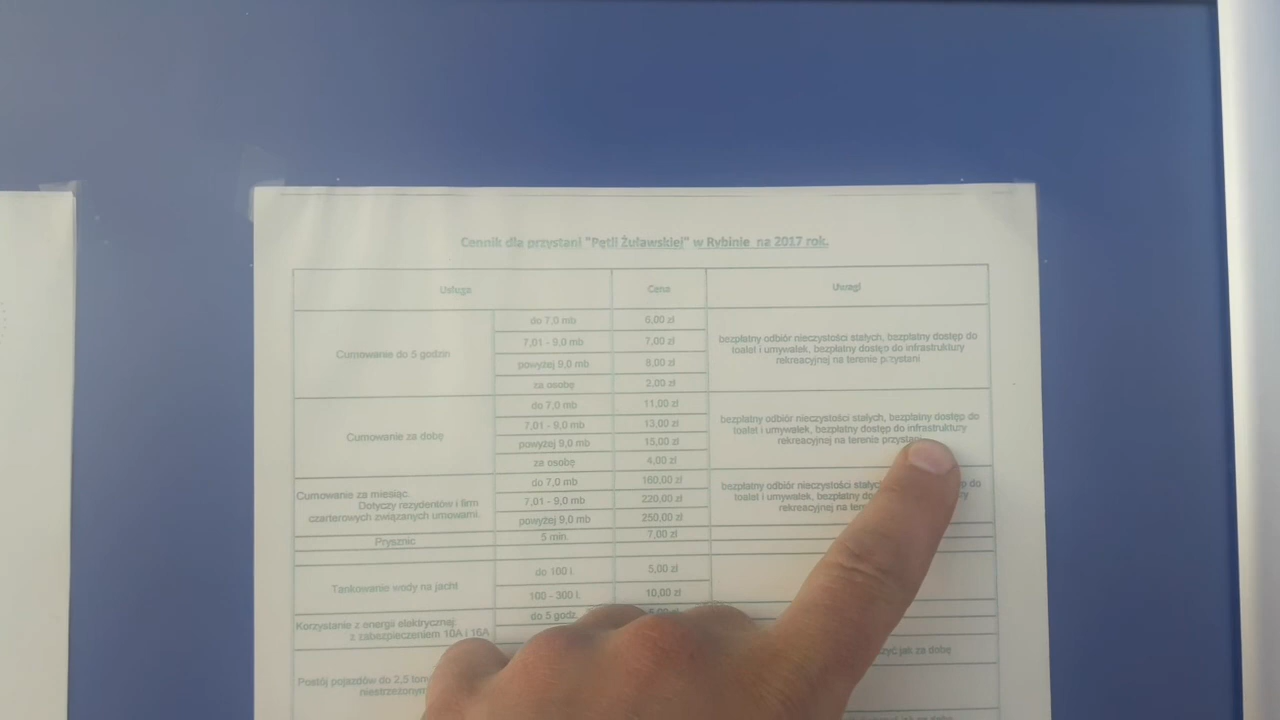 Cennik dla przystani "Pętli Żuławskiej" w Rybinie na 2017 rok.
Usługa Cena Uwagi
Cumowanie do 5 godzin
do 7,0 mb 6,00 zł
7,01 - 9,0 mb 7,00 zł
powyżej 9,0 mb 8,00 zł
za osobę 2,00 zł
bezpłatny odbiór nieczystości stałych, bezpłatny dostęp do
toalet i umywalek, bezpłatny dostęp do infrastruktury
rekreacyjnej na terenie przystani
Cumowanie za dobę
do 7,0 mb 11,00 zł
7,01 - 9,0 mb 13,00 zł
powyżej 9,0 mb 15,00 zł
za osobę 4,00 zł
bezpłatny odbiór nieczystości stałych, bezpłatny dostęp do
toalet i umywalek, bezpłatny dostęp do infrastruktury
rekreacyjnej na terenie
Cumowanie za miesiąc.
Dotyczy rezydentów i firm
czarterowych związanych umowami.
do 7,0 mb 160,00 zł
7,01 - 9,0 mb 220,00 zł
powyżej 9,0 mb 250,00 zł
bezpłatny odbiór nieczystości do
toalet i umywalek, bezpłatny
rekreacyjnej na
Prysznic 5 min. 7,00 zł
Tankowanie wody na jacht
do 100 l. 5,00 zł
100 - 300 l. 10,00 zł
Korzystanie z energii elektrycznej
z zabezpieczeniem 10A i 16A
do 5 godz.
jak za dobę
Postój pojazdów do 2,5